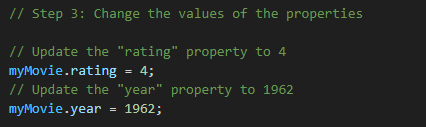 // Step 3: Change the values of the properties
// Update the "rating" property to 4
myMovie.rating = 4;
// Update the "year" property to 1962
myMovie.year = 1962;